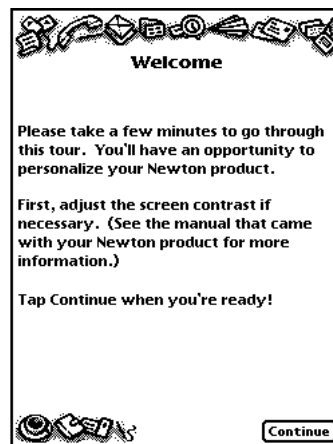 Welcome
Please take a few minutes to go through
this tour.  You'll have an opportunity to
personalize your Newton product.
First, adjust the screen contrast if
necessary.  (See the manual that came
with your Newton product for more
information.)
Tap Continue when you're ready!
Continue